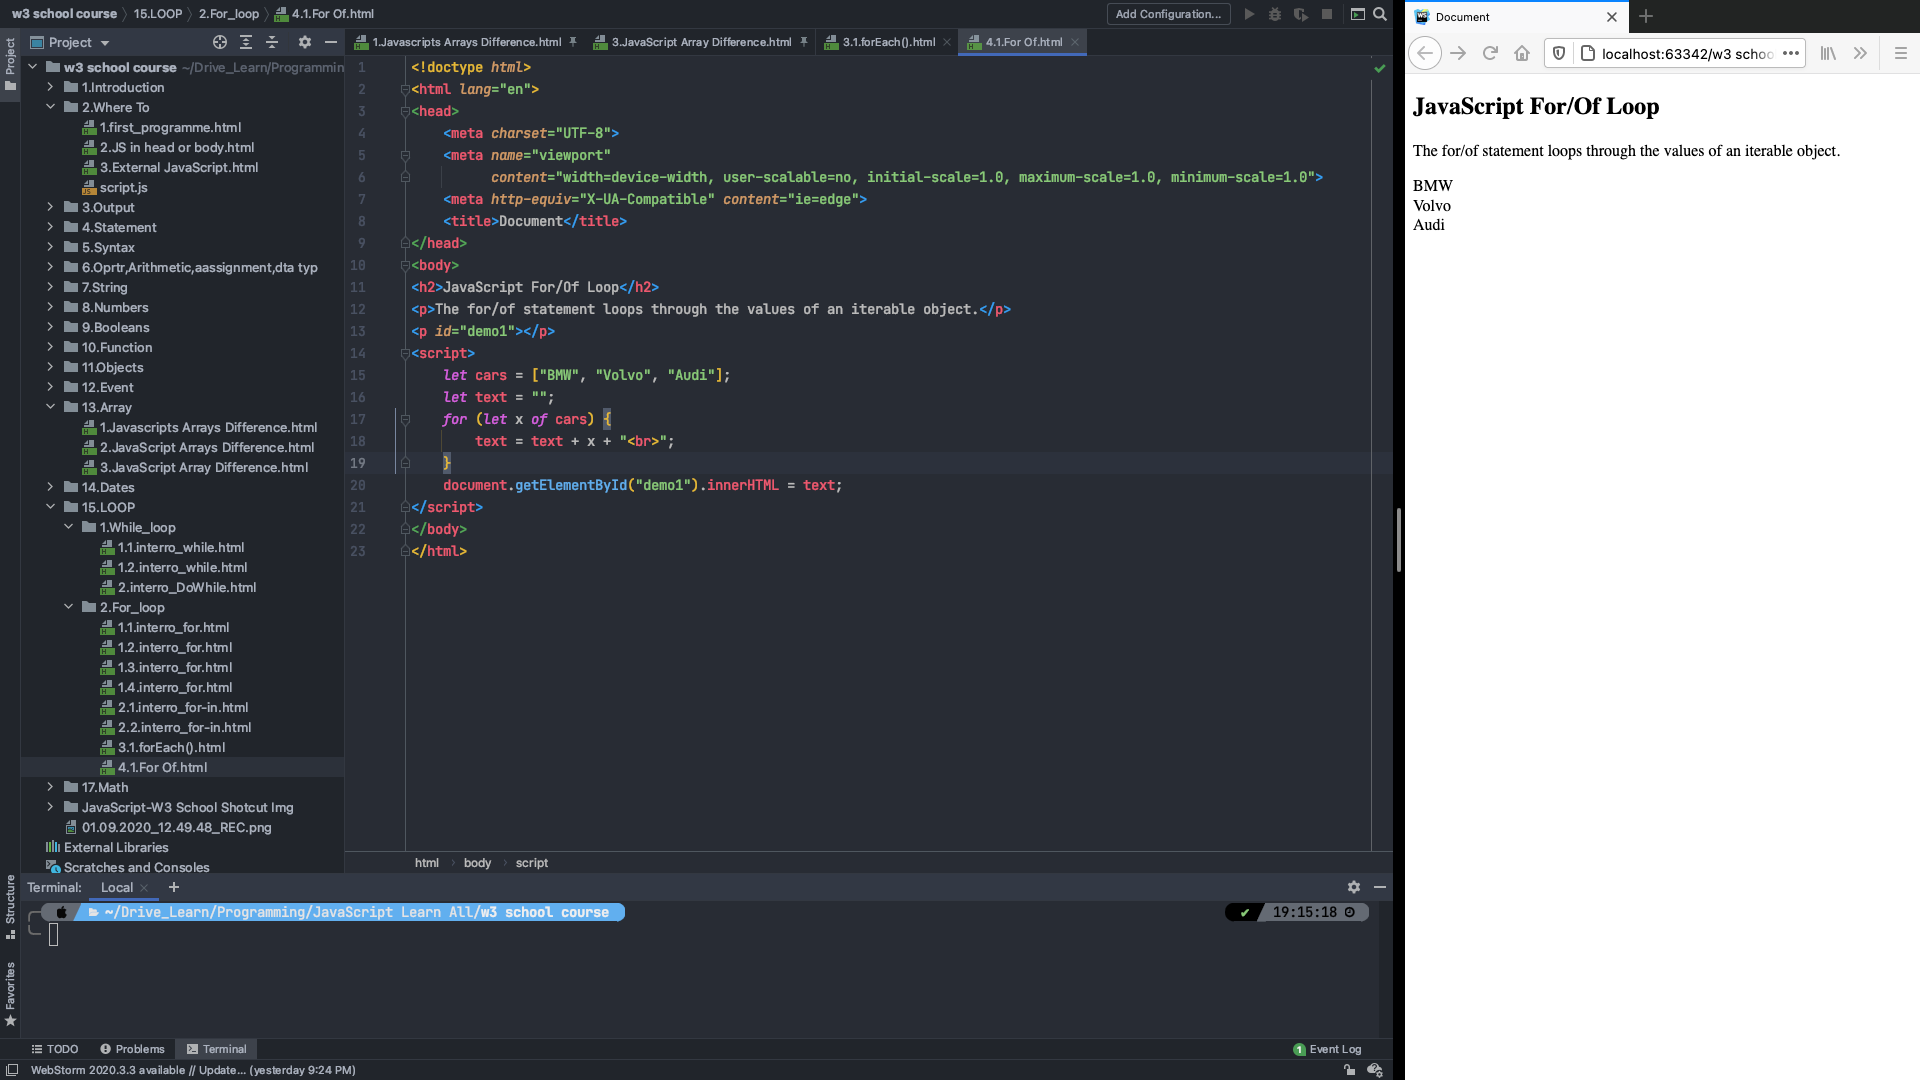 w3 school course 15.LOOP 2.For_loop 4.1.For Of.html
Add Configuration...
Project
Project
1.Javascripts Arrays Difference.html
3.JavaScript Array Difference.html
3.1.forEach().html
4.1.For Of.html
w3 school course ~/Drive_Learn/Programmin
1.Introduction
2.Where To
1.first_programme.html
2.JS in head or body.html
3.External JavaScript.html
script.js
3.Output
4.Statement
5.Syntax
6.Oprtr,Arithmetic,aassignment,dta typ
7.String
8.Numbers
9.Booleans
10.Function
11.Objects
12.Event
13.Array
1.Javascripts Arrays Difference.html
2.JavaScript Arrays Difference.html
3.JavaScript Array Difference.html
14.Dates
15.LOOP
1.While_loop
1.1.interro_while.html
1.2.interro_while.html
2.interro_DoWhile.html
2.For_loop
1.1.interro_for.html
1.2.interro_for.html
1.3.interro_for.html
1.4.interro_for.html
2.1.interro_for-in.html
2.2.interro_for-in.html
3.1.forEach().html
4.1.For Of.html
17.Math
JavaScript-W3 School Shotcut Img
01.09.2020_12.49.48_REC.png
External Libraries
Scratches and Consoles
1 <!doctype html>
2 <html lang="en">
3 <head>
4 <meta charset="UTF-8">
5 <meta name="viewport"
6 content="width=device-width, user-scalable=no, initial-scale=1.0, maximum-scale=1.0, minimum-scale=1.0">
7 <meta http-equiv="X-UA-Compatible" content="ie=edge">
8 <title>Document</title>
9 </head>
10 <body>
11 <h2>JavaScript For/Of Loop</h2>
12 <p>The for/of statement loops through the values of an iterable object.</p>
13 <p id="demo1"></p>
14 <script>
15 let cars = ["BMW", "Volvo", "Audi"];
16 let text = "";
17 for (let x of cars) {
18 text = text + x + "<br>";
19 }
20 document.getElementById("demo1").innerHTML = text;
21 </script>
22 </body>
23 </html>
html body script
Structure
Favorites
Terminal: Local
~/Drive_Learn/Programming/JavaScript Learn All/w3 school course
19:15:18
TODO
Problems
Terminal
1 Event Log
WebStorm 2020.3.3 available // Update... (yesterday 9:24 PM)
Document
localhost:63342/w3 schoo
JavaScript For/Of Loop
The for/of statement loops through the values of an iterable object.
BMW
Volvo
Audi